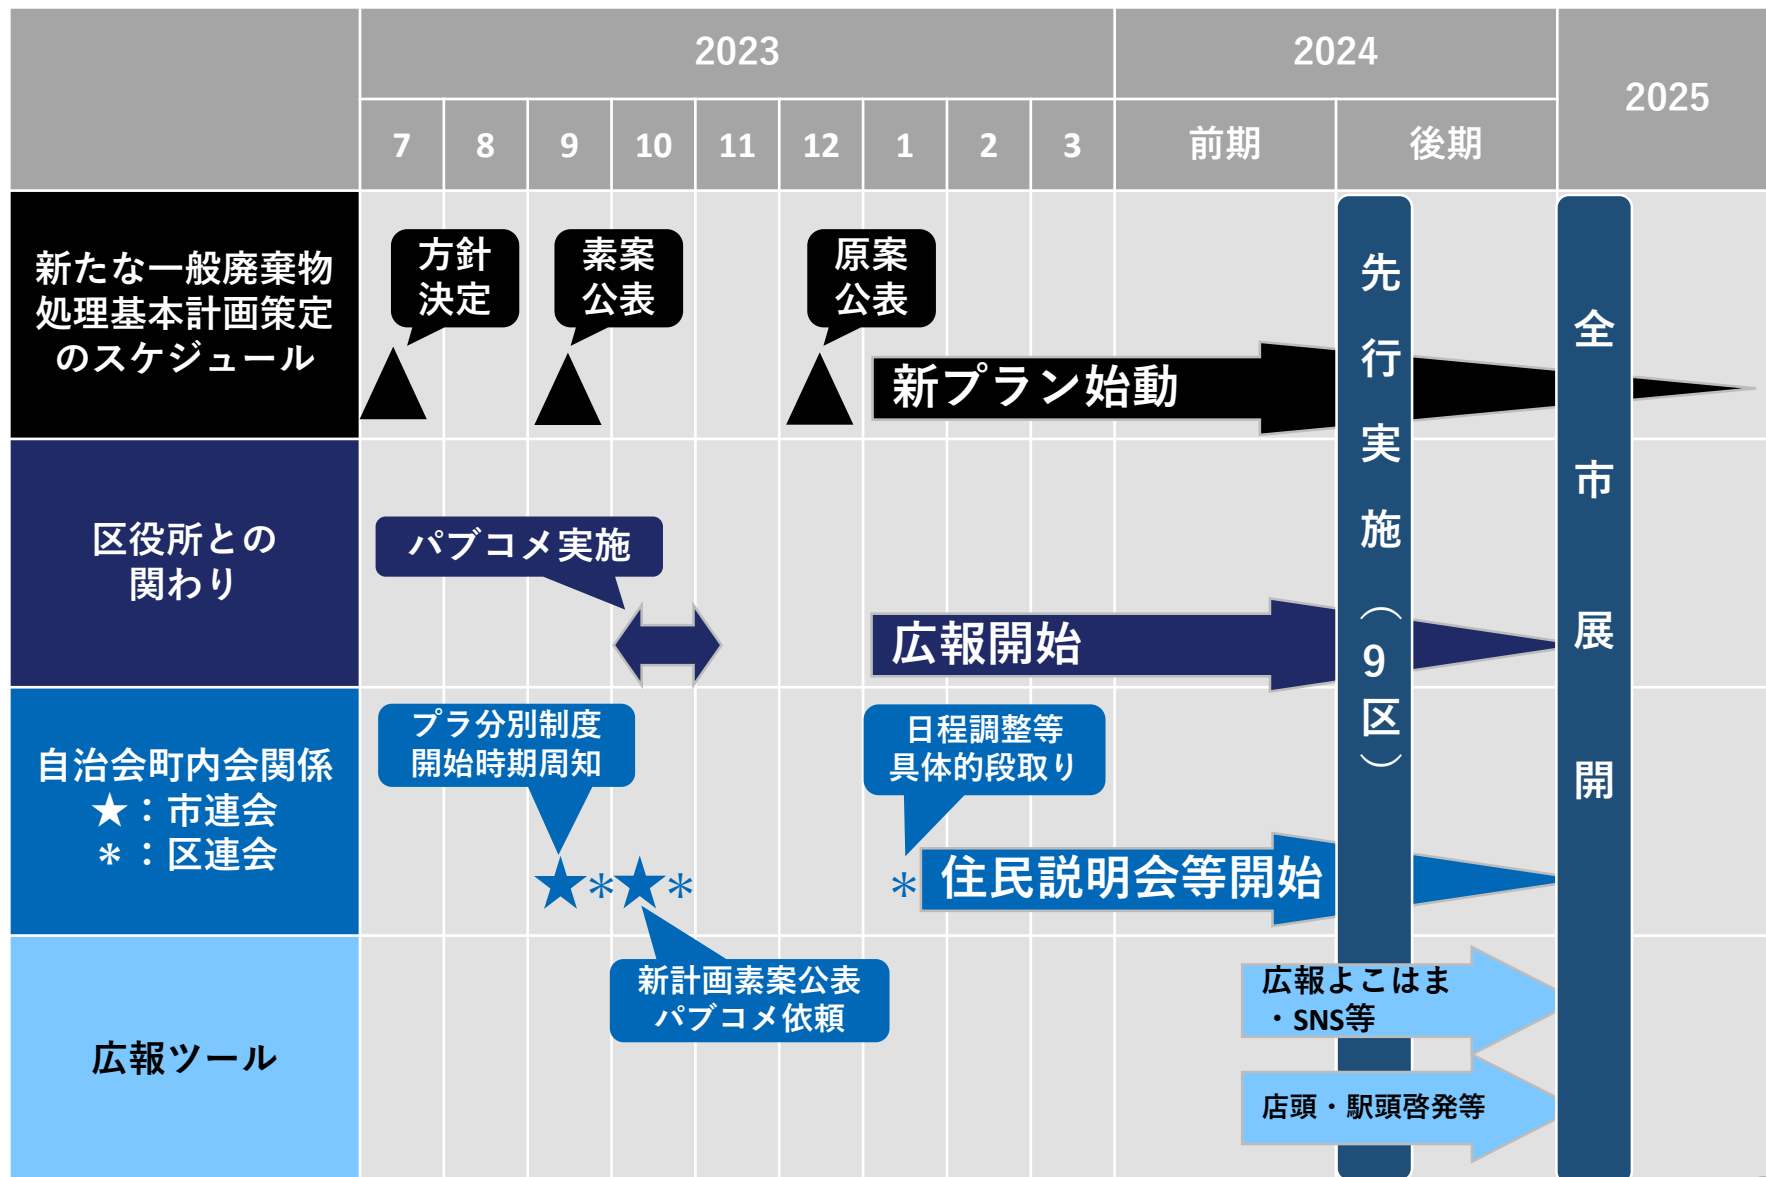 2023
2024
2025
7
8
9
10
11
12
1
2
3
前期
後期
新たな一般廃棄物
処理基本計画策定
のスケジュール
方針
決定
素案
公表
原案
公表
新プラン始動
先行実施（9区）
全市展開
区役所との
関わり
パブコメ実施
広報開始
自治会町内会関係
★：市連会
＊：区連会
プラ分別制度
開始時期周知
日程調整等
具体的段取り
★＊★＊
＊
住民説明会等開始
新計画素案公表
パブコメ依頼
広報ツール
広報よこはま
・SNS等
店頭・駅頭啓発等